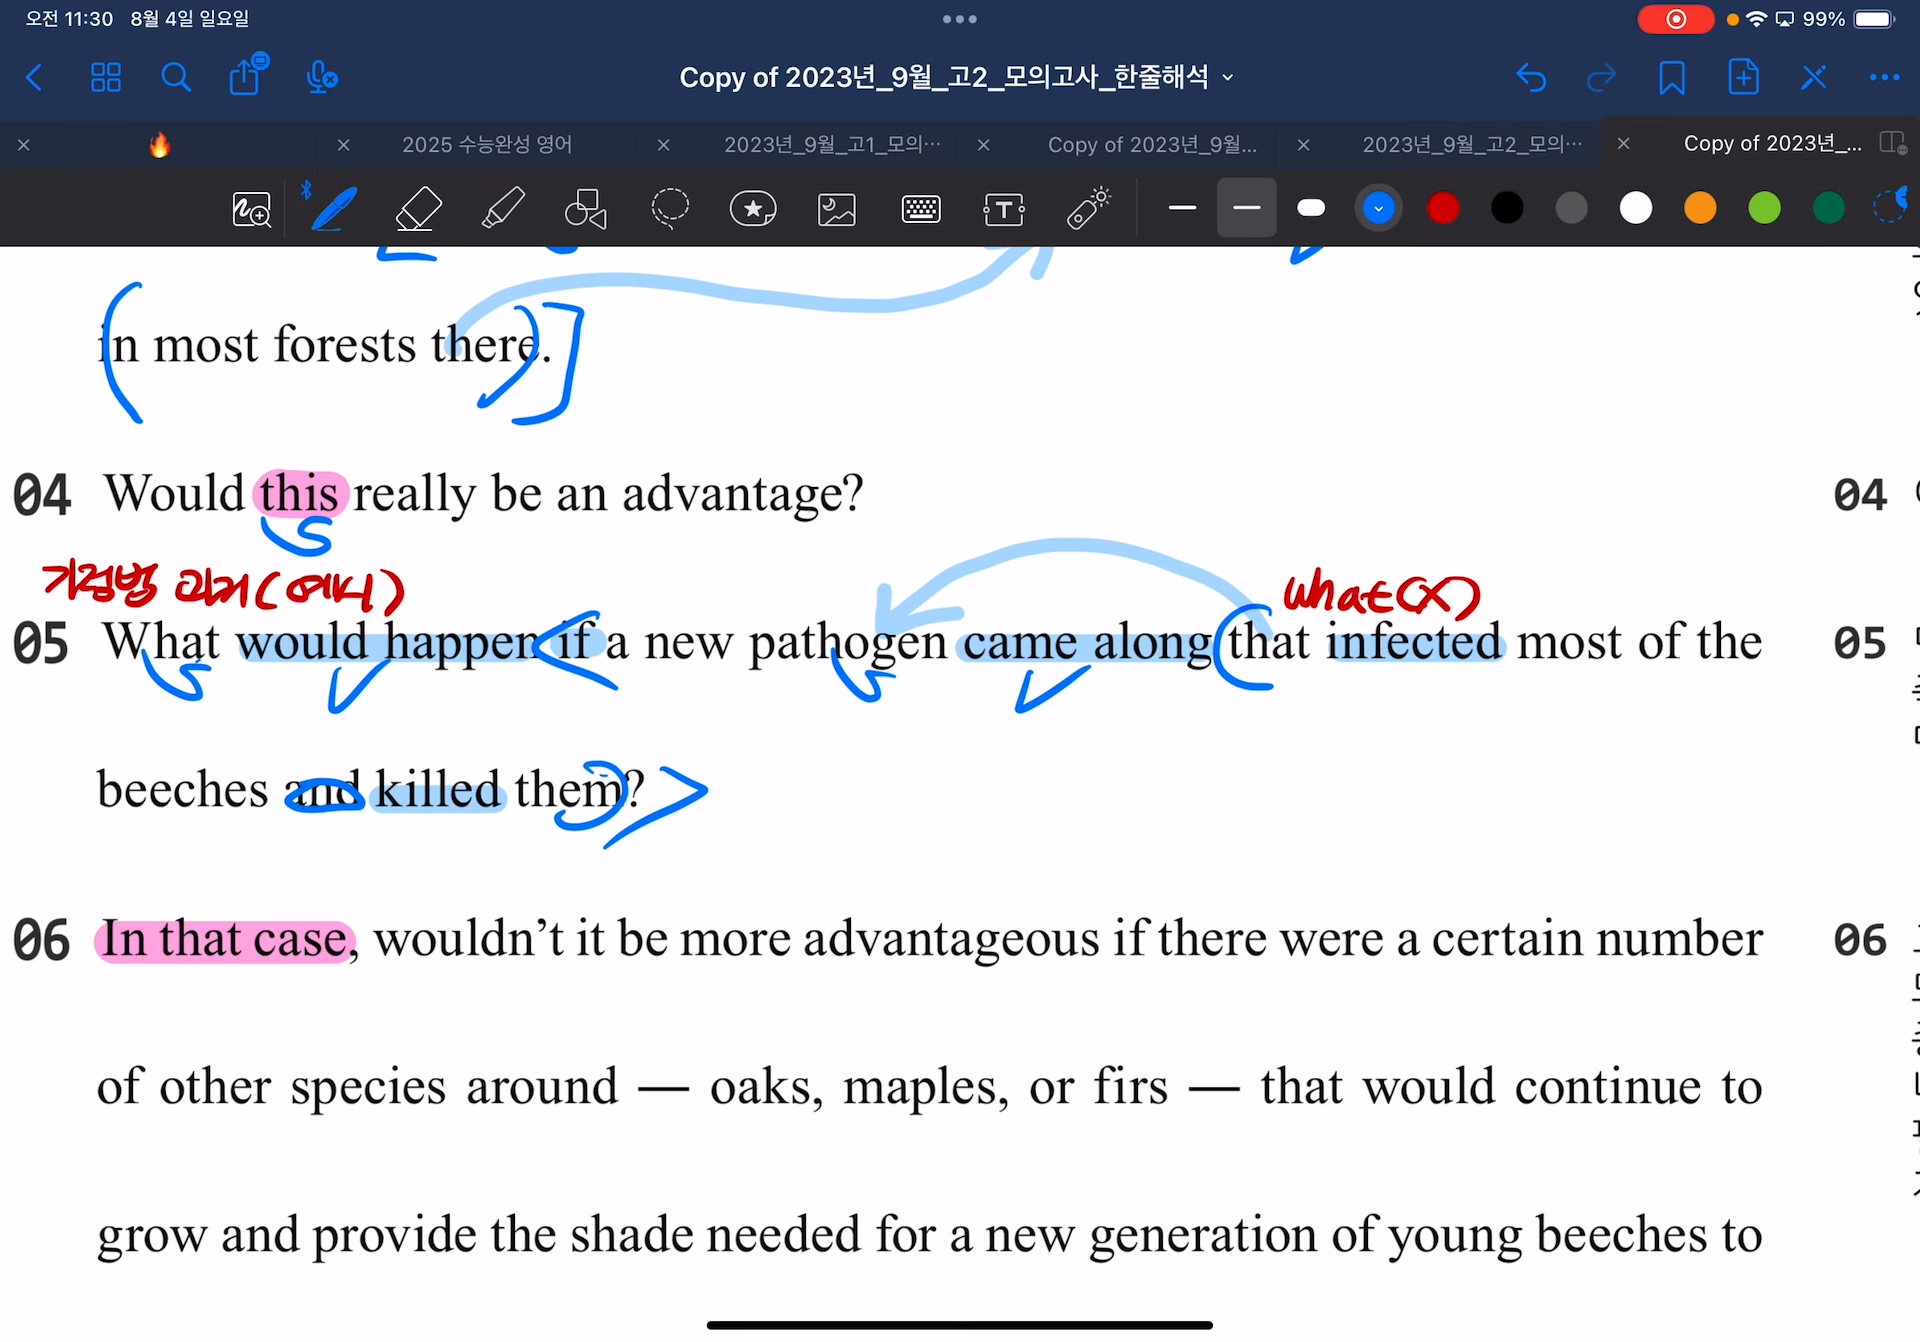 오전 11:30 8월 4일 일요일
99%
Copy of 2023년_9월_고2_모의고사_한줄해석
2025 수능완성 영어
2023년_9월_고1_모의…
Copy of 2023년_9월...
2023년_9월_고2_모의…
Copy of 2023년_...
in most forests there.
04 Would this really be an advantage?
04
가정법 과거(어니)
what(X)
05 What would happen if a new pathogen came along that infected most of the
05
beeches and killed them?
06 In that case, wouldn't it be more advantageous if there were a certain number
06
of other species around — oaks, maples, or firs — that would continue to
grow and provide the shade needed for a new generation of young beeches to